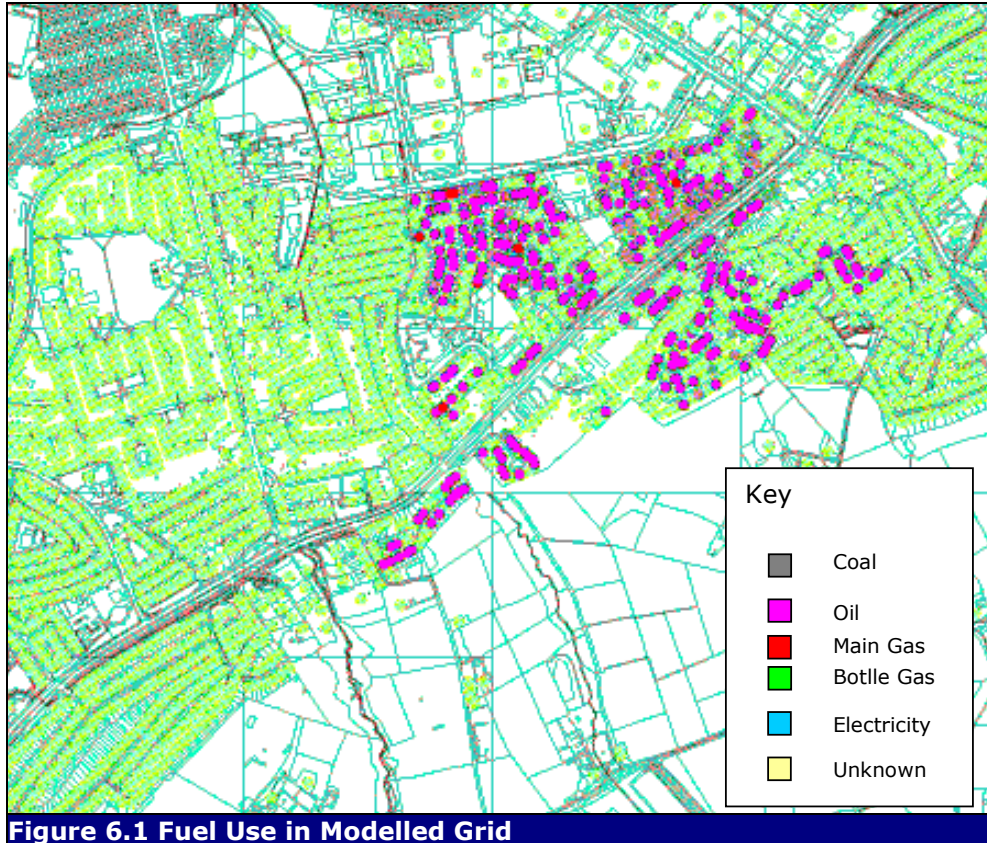 Key
Coal
Oil
Main Gas
Botlle Gas
Electricity
Unknown
Figure 6.1 Fuel Use in Modelled Grid